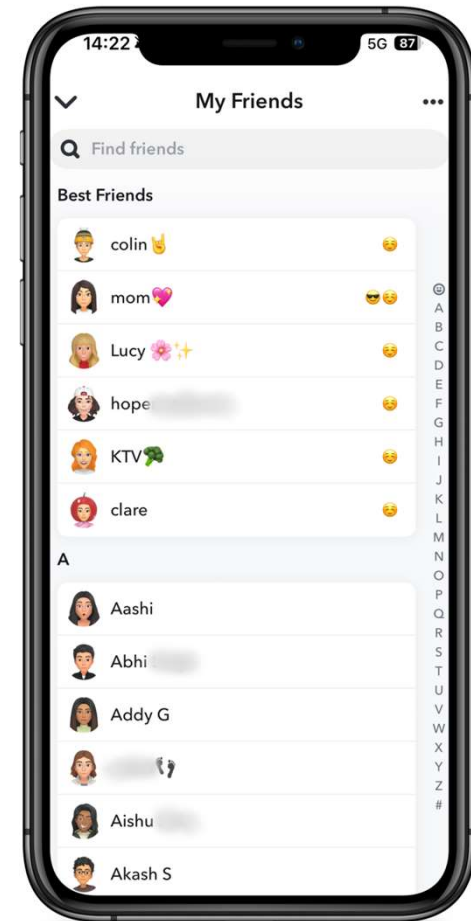 14:22
5G 87
My Friends
Find friends
Best Friends
colin🤘
mom💖
😎☺️
Lucy 🌸✨
hope
KTV🥦
clare
A
Aashi
Abhi
Addy G
👣
Aishu
Akash S
A
B
C
D
E
F
G
H
I
J
K
L
M
N
O
P
Q
R
S
T
U
V
W
X
Y
Z
#